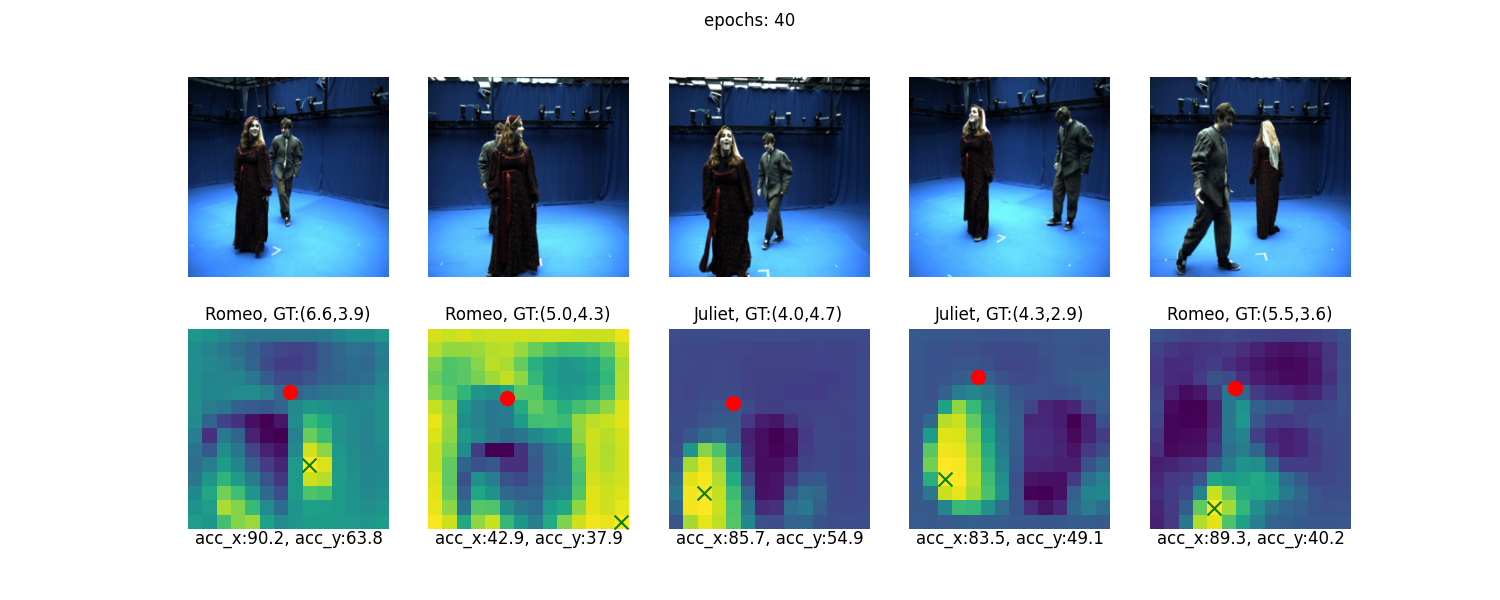 epochs: 40
Romeo, GT:(6.6,3.9)
Romeo, GT:(5.0,4.3)
Juliet, GT:(4.0,4.7)
Juliet, GT:(4.3,2.9)
Romeo, GT:(5.5,3.6)
acc_x:90.2, acc_y:63.8
acc_x:42.9, acc_y:37.9
acc_x:85.7, acc_y:54.9
acc_x:83.5, acc_y:49.1
acc_x:89.3, acc_y:40.2